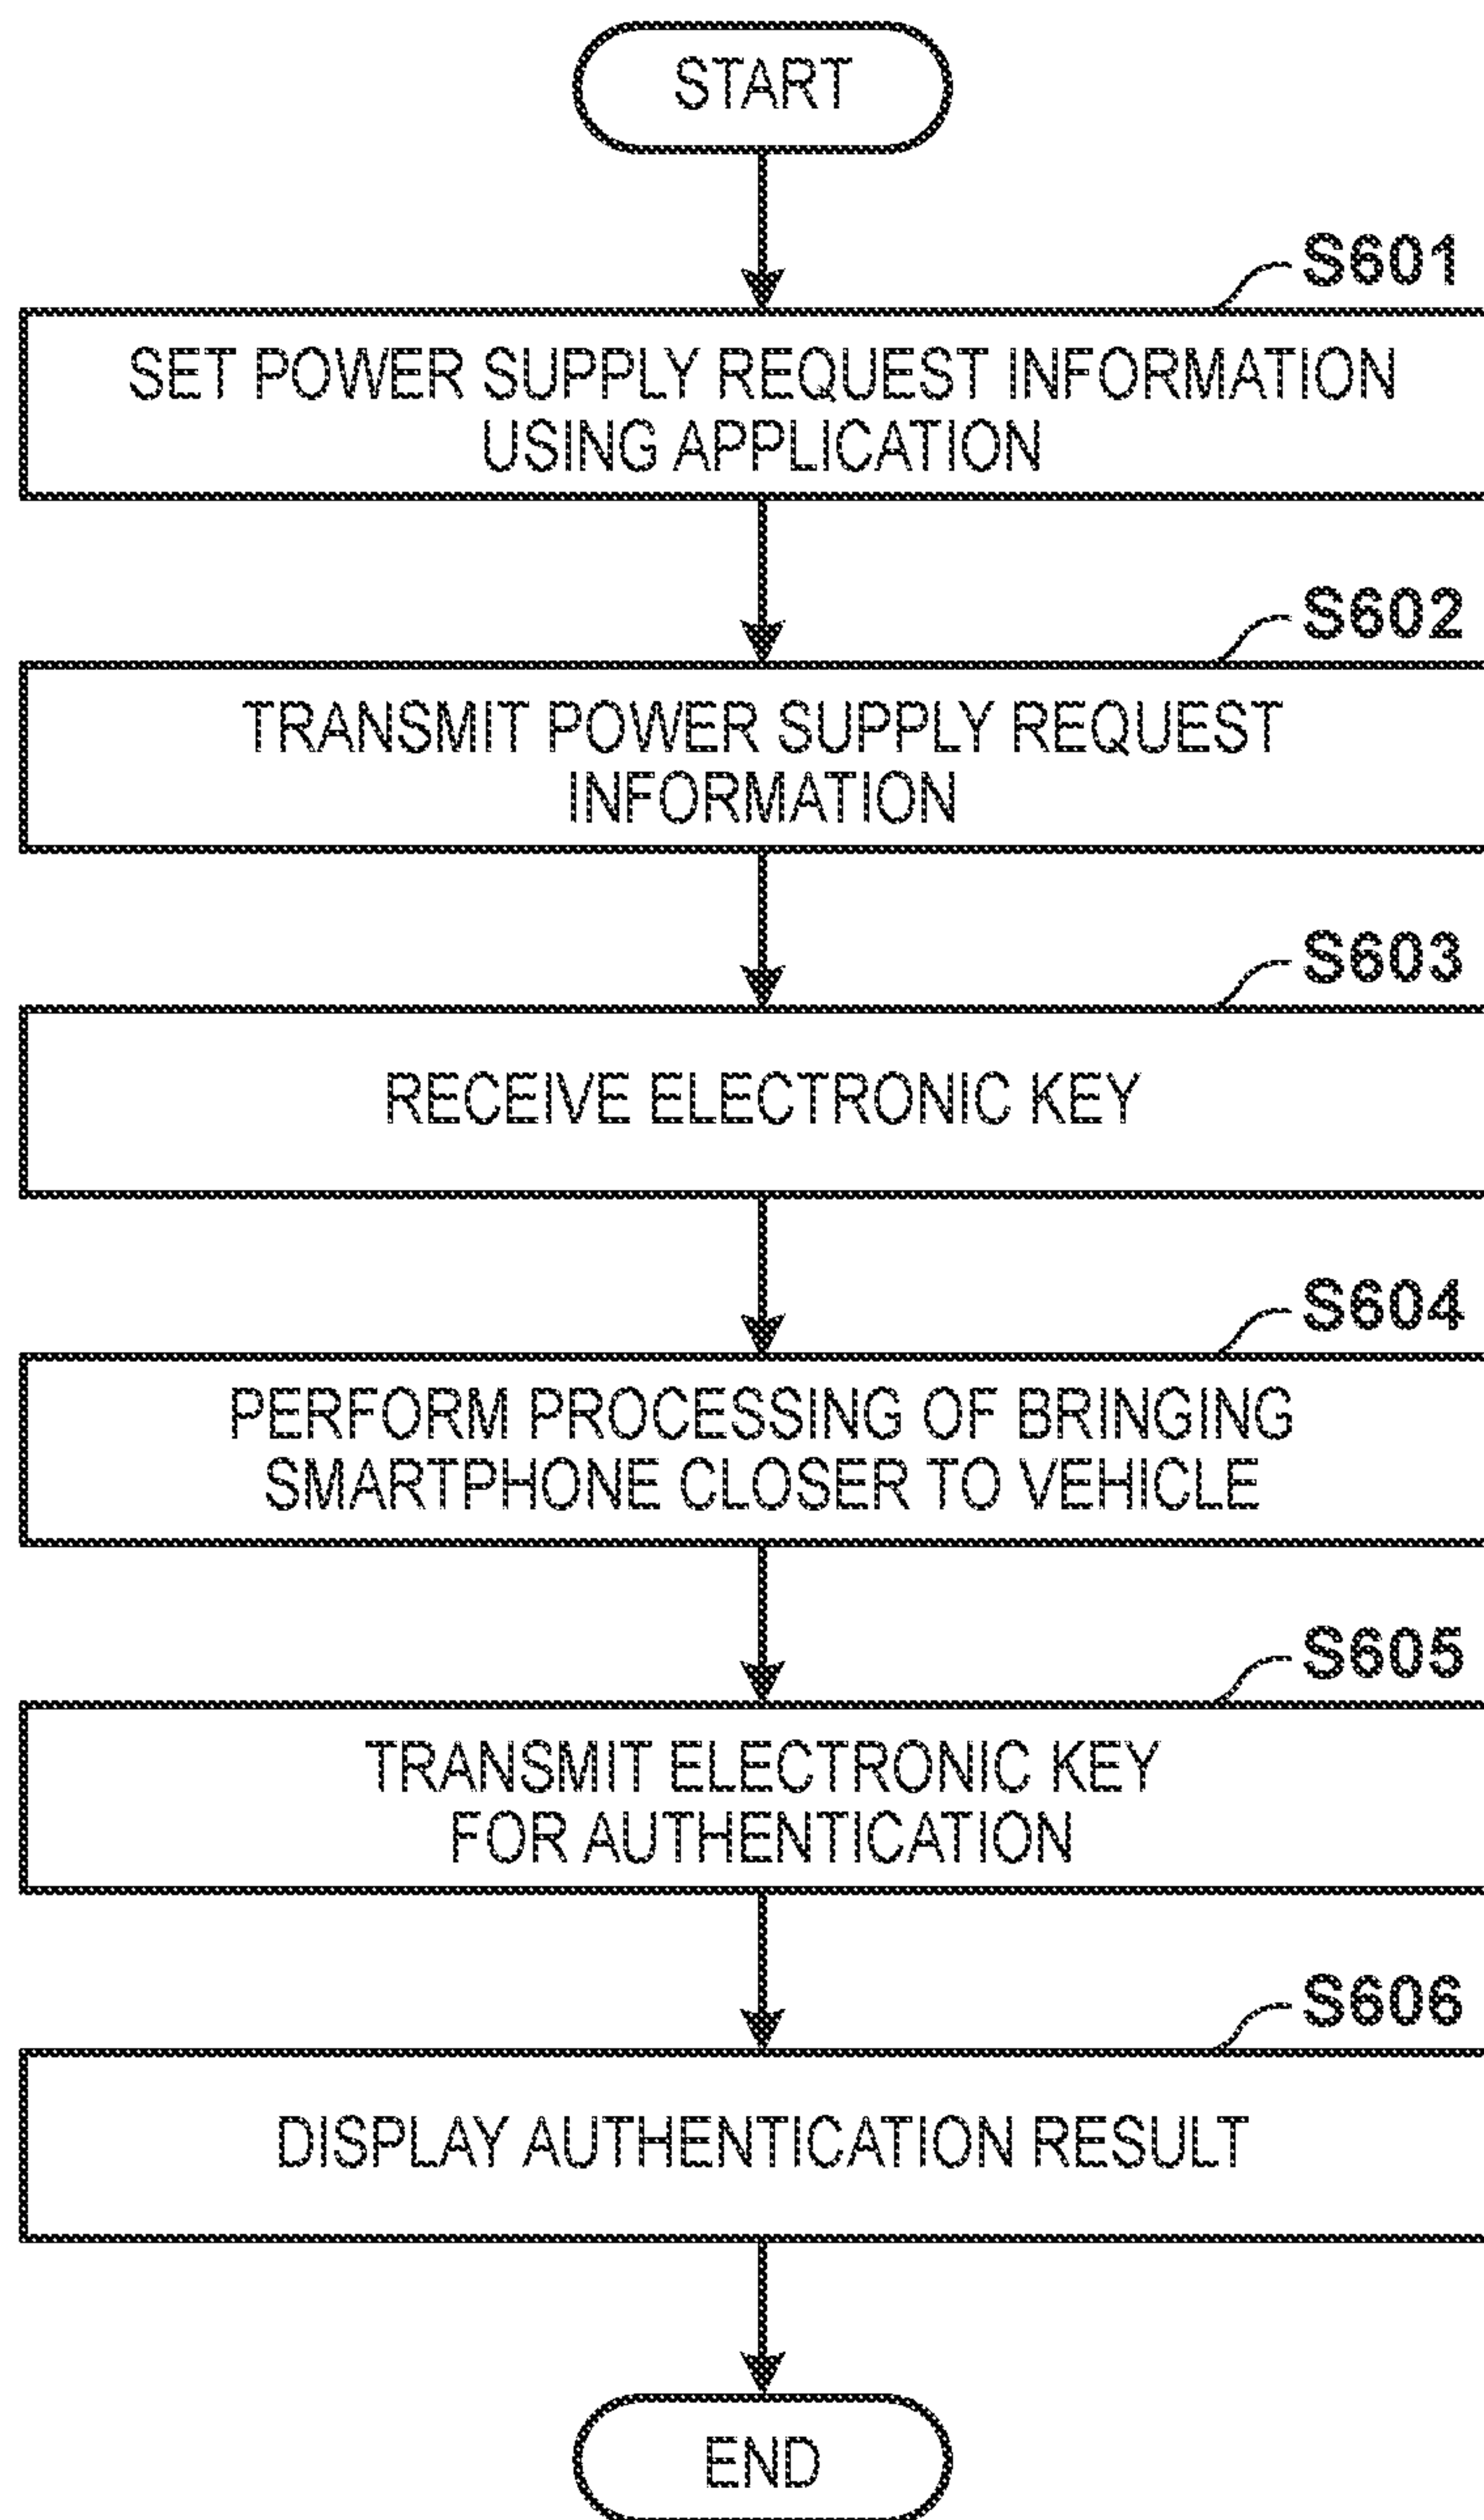 START
S601
SET POWER SUPPLY REQUEST INFORMATION
USING APPLICATION
S602
TRANSMIT POWER SUPPLY REQUEST
INFORMATION
S603
RECEIVE ELECTRONIC KEY
S604
PERFORM PROCESSING OF BRINGING
SMARTPHONE CLOSER TO VEHICLE
S605
TRANSMIT ELECTRONIC KEY
FOR AUTHENTICATION
S606
DISPLAY AUTHENTICATION RESULT
END